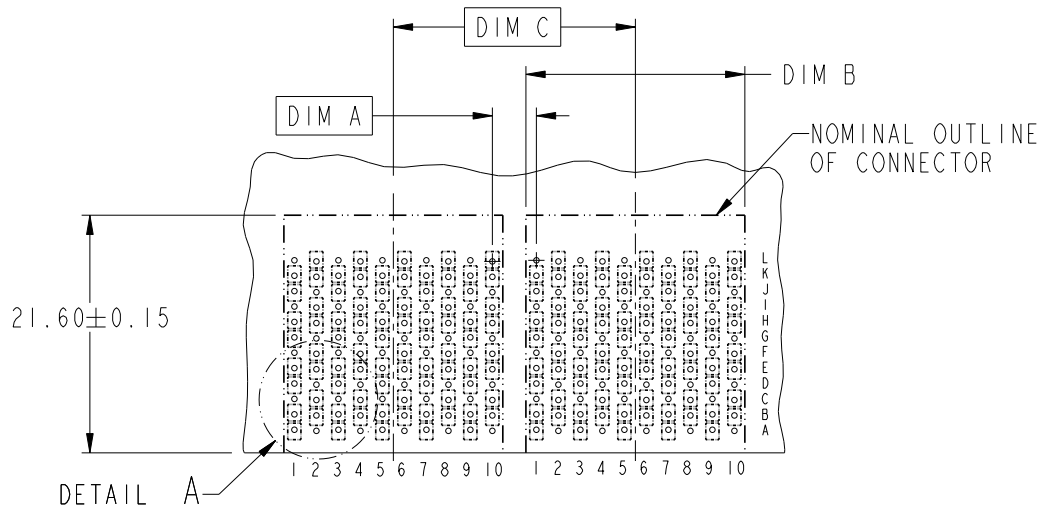 DIM C
DIM B
DIM A
NOMINAL OUTLINE
OF CONNECTOR
21.60±0.15
L
K
J
I
H
G
F
E
D
C
B
A
1 2 3 4 5 6 7 8 9 10 1 2 3 4 5 6 7 8 9 10
DETAIL A